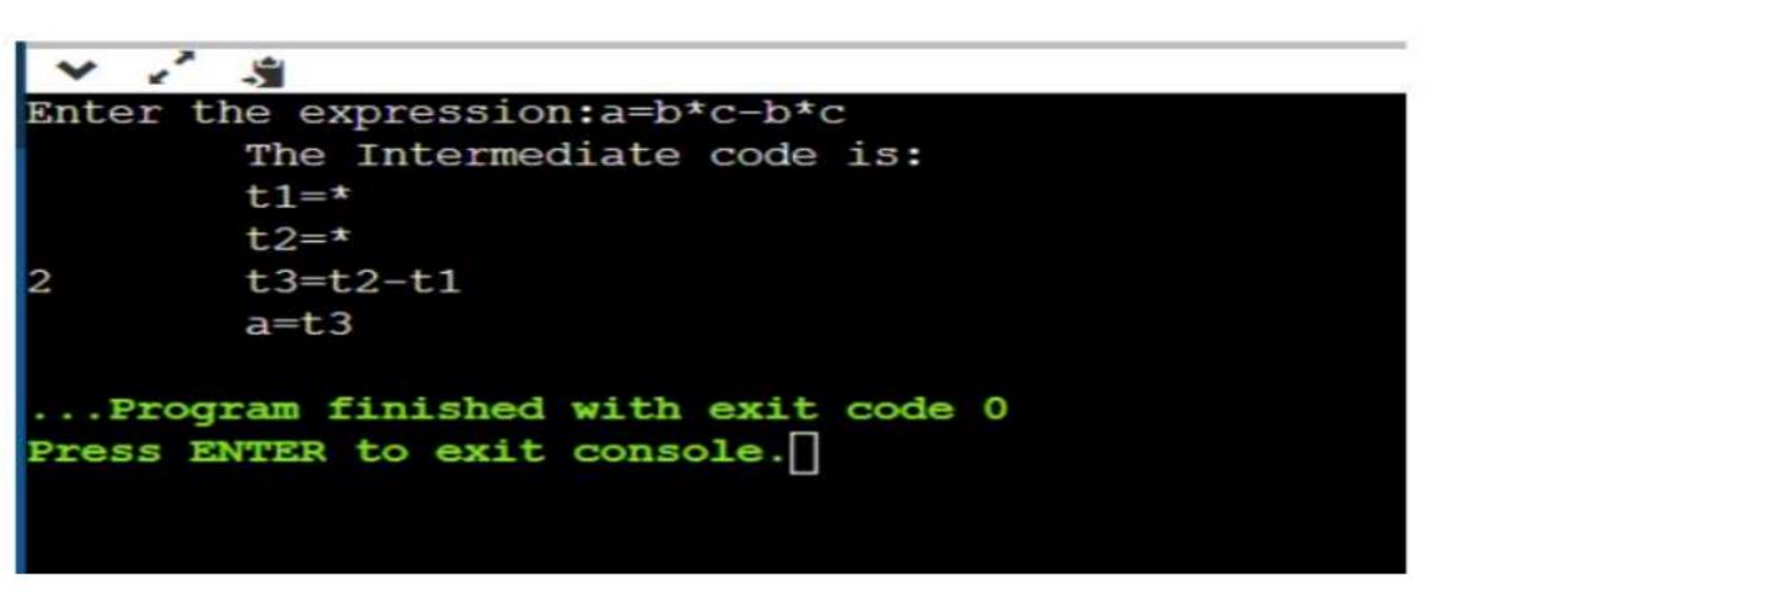 Enter the expression:a=b*c-b*c
The Intermediate code is:
t1=*
t2=*
2 t3=t2-t1
a=t3
...Program finished with exit code 0
Press ENTER to exit console.